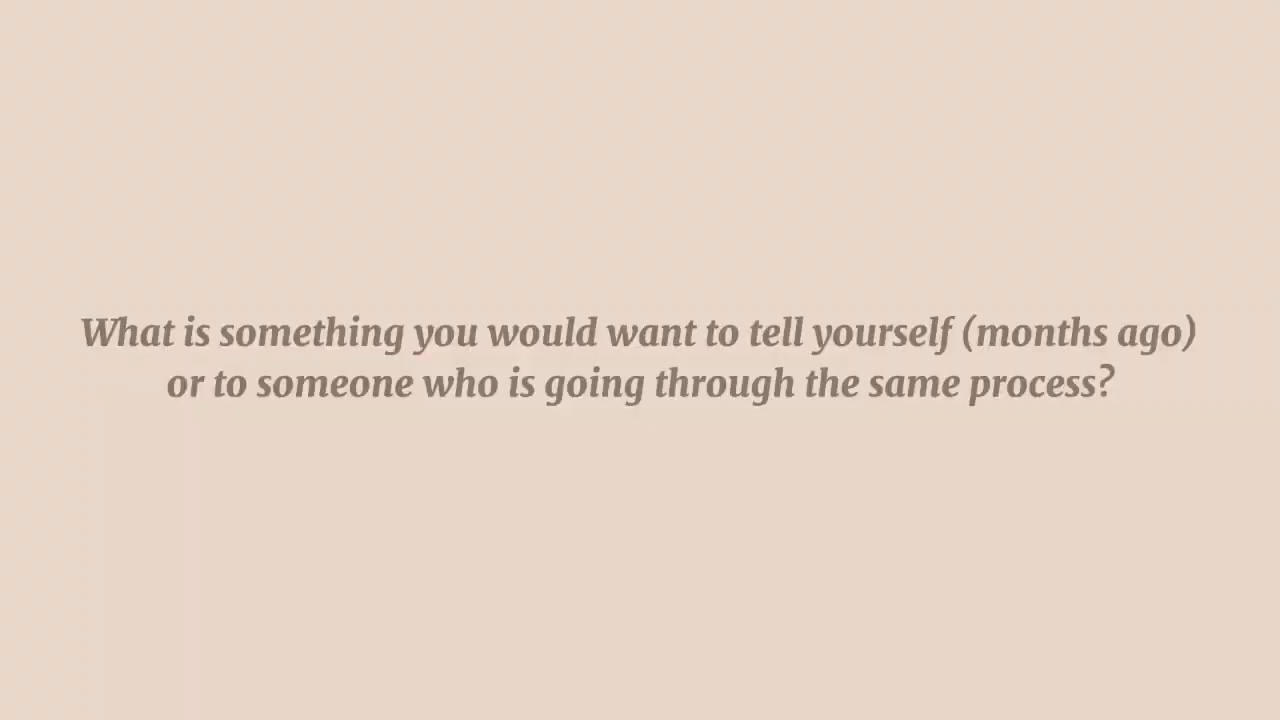 What is something you would want to tell yourself (months ago)
or to someone who is going through the same process?